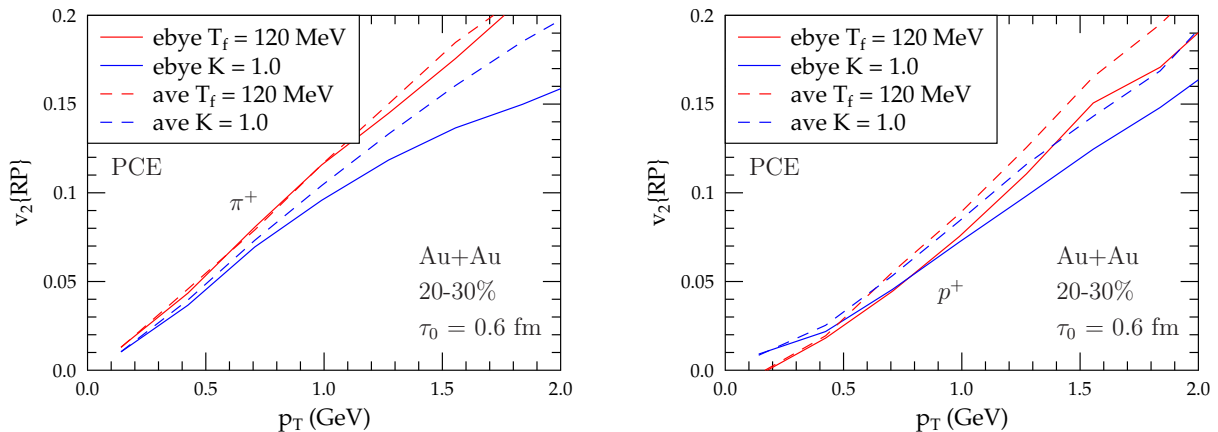 0.2
0.15
0.1
0.05
0.0
v₂{RP}
ebye T_f = 120 MeV
ebye K = 1.0
ave T_f = 120 MeV
ave K = 1.0
PCE
π⁺
Au+Au
20-30%
τ₀ = 0.6 fm
0.0 0.5 1.0 1.5 2.0
p_T (GeV)
0.2
0.15
0.1
0.05
0.0
v₂{RP}
ebye T_f = 120 MeV
ebye K = 1.0
ave T_f = 120 MeV
ave K = 1.0
PCE
p⁺
Au+Au
20-30%
τ₀ = 0.6 fm
0.0 0.5 1.0 1.5 2.0
p_T (GeV)